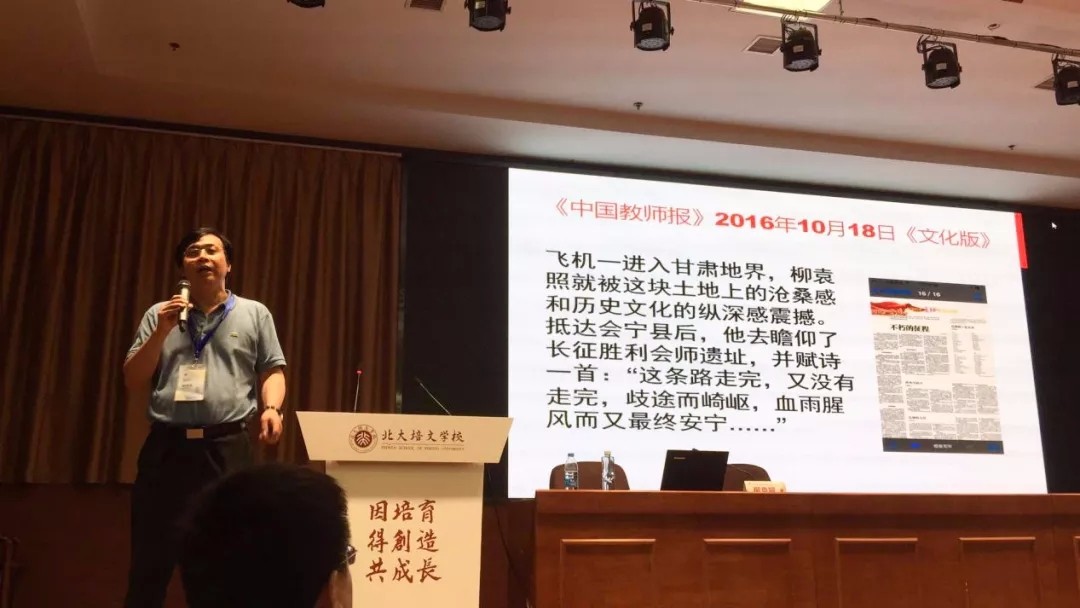 《中国教师报》2016年10月18日《文化版》
飞机一进入甘肃地界，柳袁
照就被这块土地上的沧桑感
和历史文化的纵深感震撼。
抵达会宁县后，他去瞻仰了
长征胜利会师遗址，并赋诗
一首：“这条路走完，又没有
走完，歧途而崎岖，血雨腥
风而又最终安宁……”
16 / 16
不朽的征程
北大培文学校
因培育
得創造
共成長